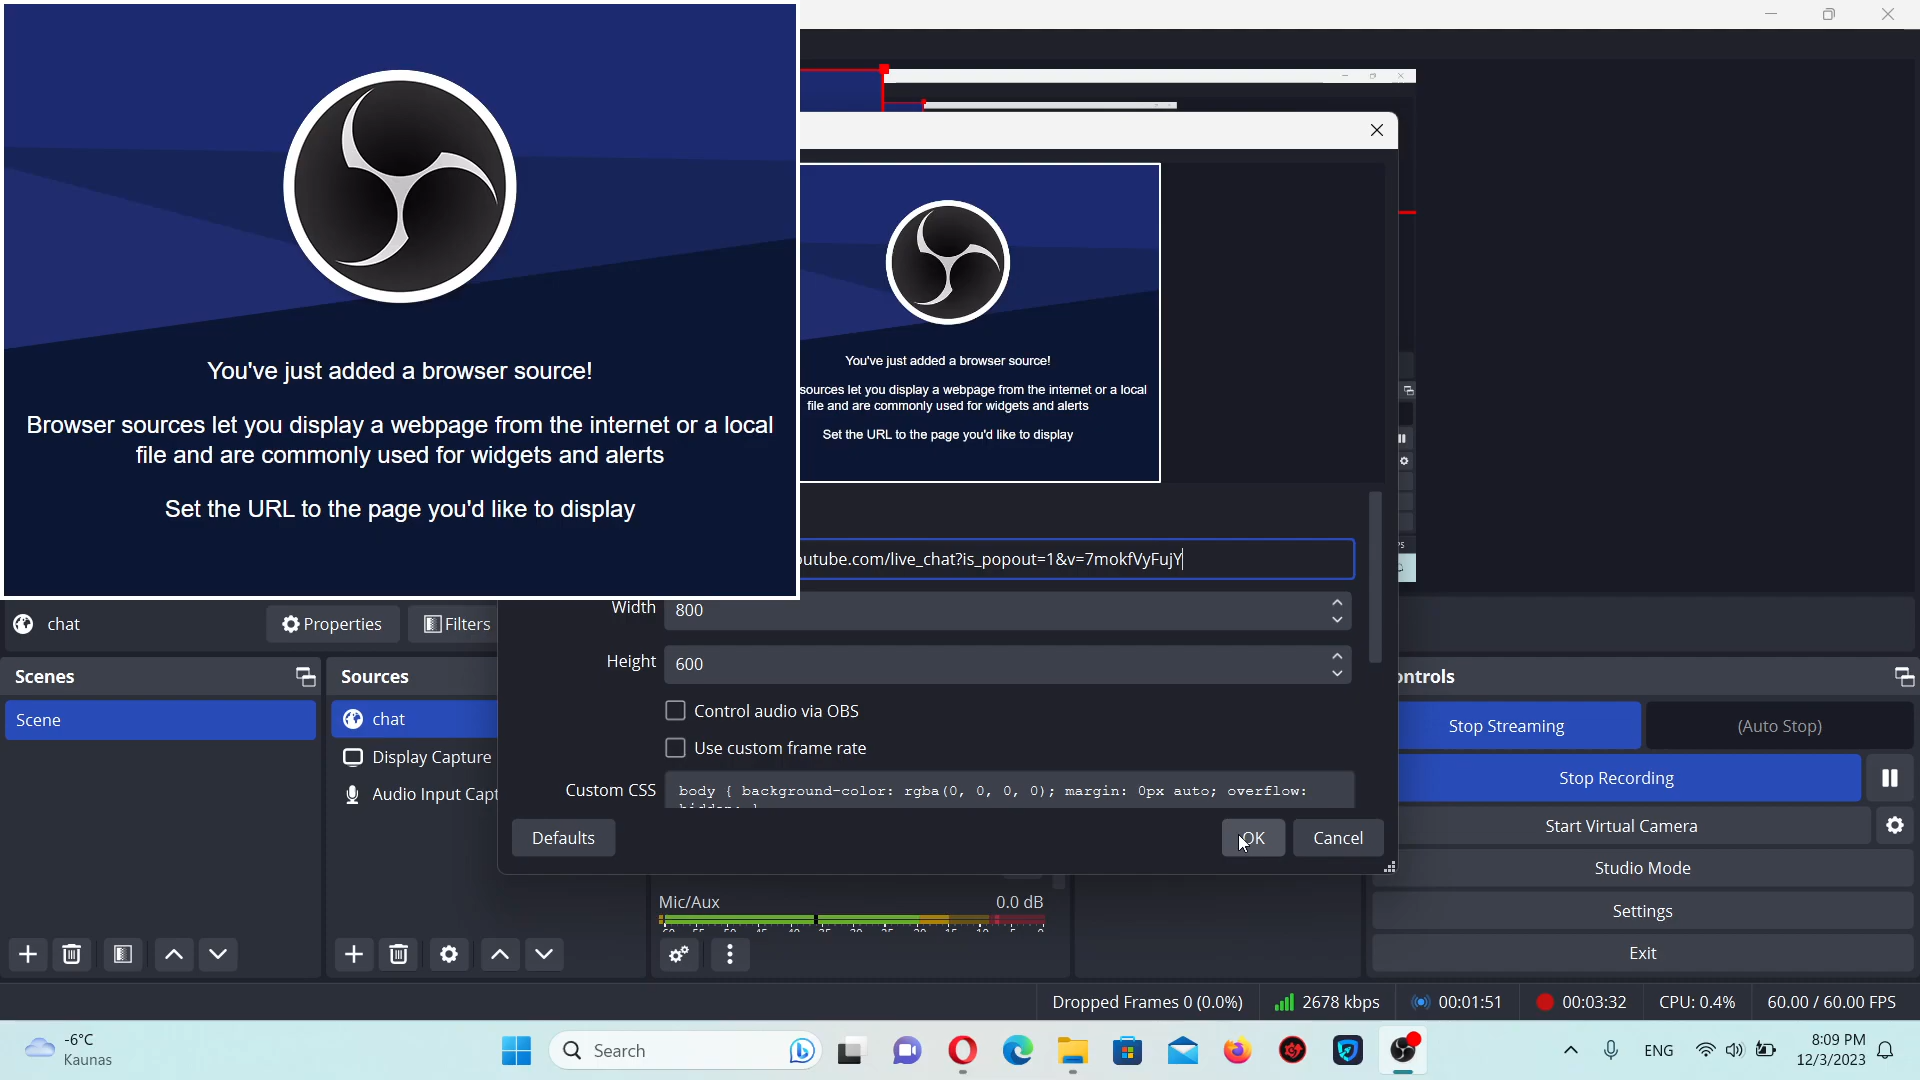 You've just added a browser source!
Browser sources let you display a webpage from the internet or a local
file and are commonly used for widgets and alerts
Set the URL to the page you'd like to display
You've just added a browser source!
sources let you display a webpage from the internet or a local
file and are commonly used for widgets and alerts
Set the URL to the page you'd like to display
outube.com/live_chat?is_popout=1&v=7mokfVyFujY
Width 800
Height 600
Control audio via OBS
Use custom frame rate
Custom CSS body { background-color: rgba(0, 0, 0, 0); margin: 0px auto; overflow:
Defaults OK Cancel
chat Properties Filters
Scenes
Scene
Sources
chat
Display Capture
Audio Input Capt
Mic/Aux 0.0 dB
ontrols
Stop Streaming (Auto Stop)
Stop Recording
Start Virtual Camera
Studio Mode
Settings
Exit
Dropped Frames 0 (0.0%) 2678 kbps 00:01:51 00:03:32 CPU: 0.4% 60.00 / 60.00 FPS
-6°C
Kaunas
Search
ENG
8:09 PM
12/3/2023